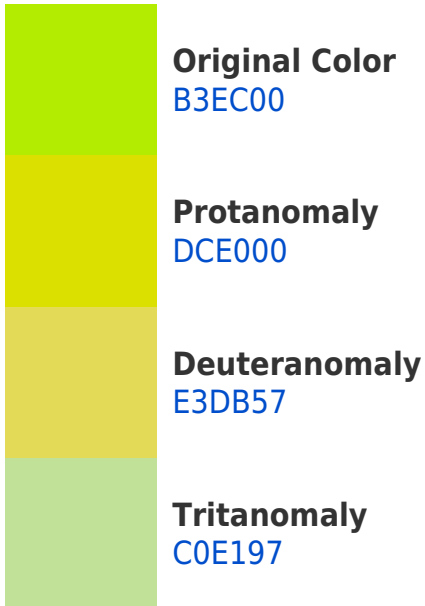 Original Color
B3EC00
Protanomaly
DCE000
Deuteranomaly
E3DB57
Tritanomaly
C0E197